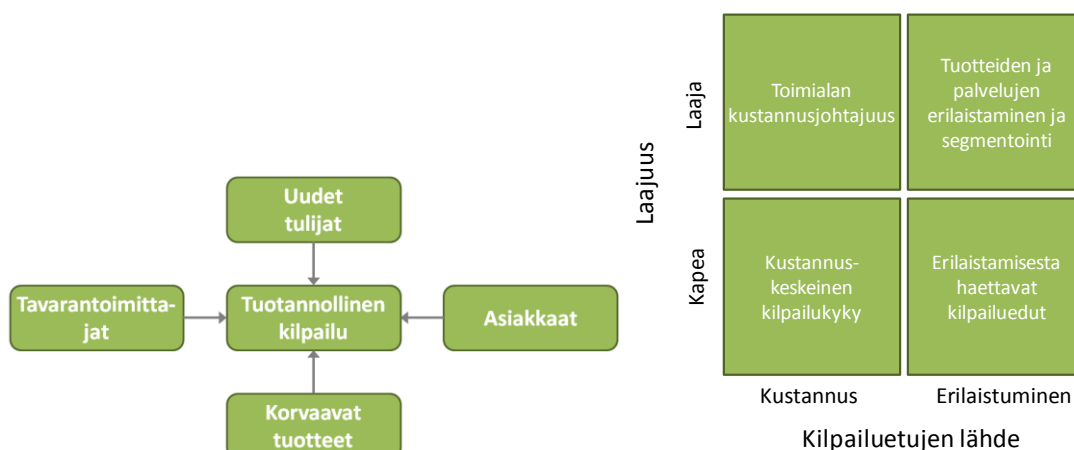 Uudet
tulijat
Tavarantoimitta-
jat
Tuotannollinen
kilpailu
Asiakkaat
Korvaavat
tuotteet
Laajuus
Laaja
Toimialan
kustannusjohtajuus
Tuotteiden ja
palvelujen
erilaistaminen ja
segmentointi
Kapea
Kustannus-
keskeinen
kilpailukyky
Erilaistamisesta
haettavat
kilpailuedut
Kustannus
Erilaistuminen
Kilpailuetujen lähde